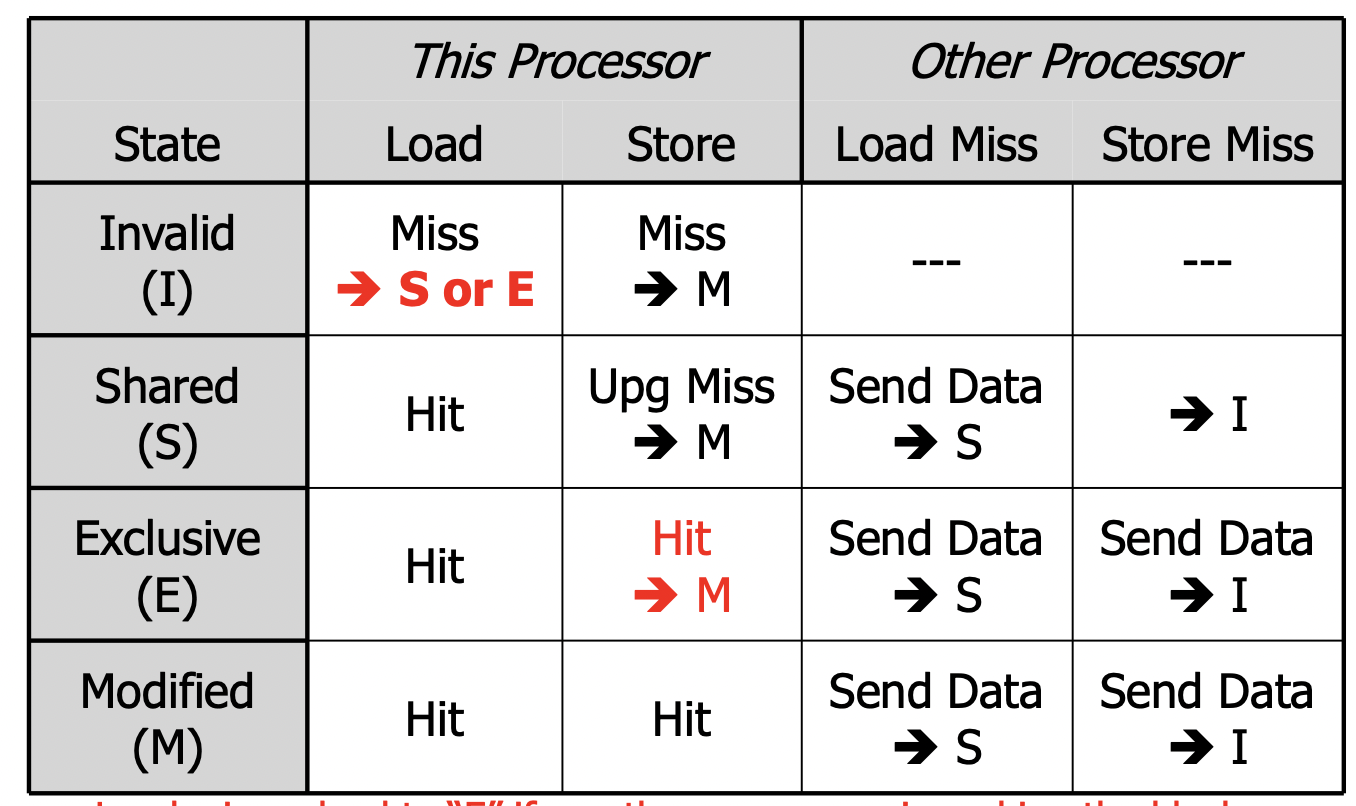 This Processor Other Processor
State Load Store Load Miss Store Miss
Invalid (I) Miss ➔ S or E Miss ➔ M --- ---
Shared (S) Hit Upg Miss ➔ M Send Data ➔ S ➔ I
Exclusive (E) Hit Hit ➔ M Send Data ➔ S Send Data ➔ I
Modified (M) Hit Hit Send Data ➔ S Send Data ➔ I